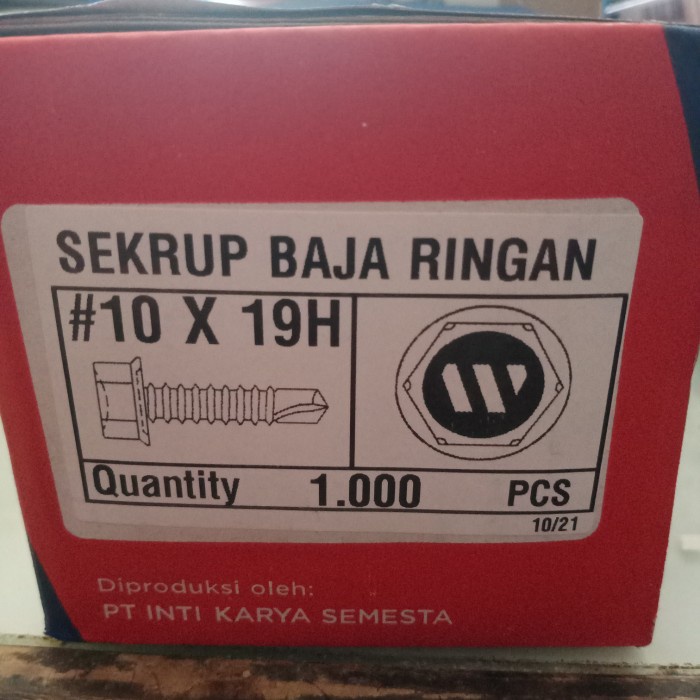 SEKRUP BAJA RINGAN
#10 X 19H
W
Quantity 1.000 PCS
10/21
Diproduksi oleh:
PT INTI KARYA SEMESTA